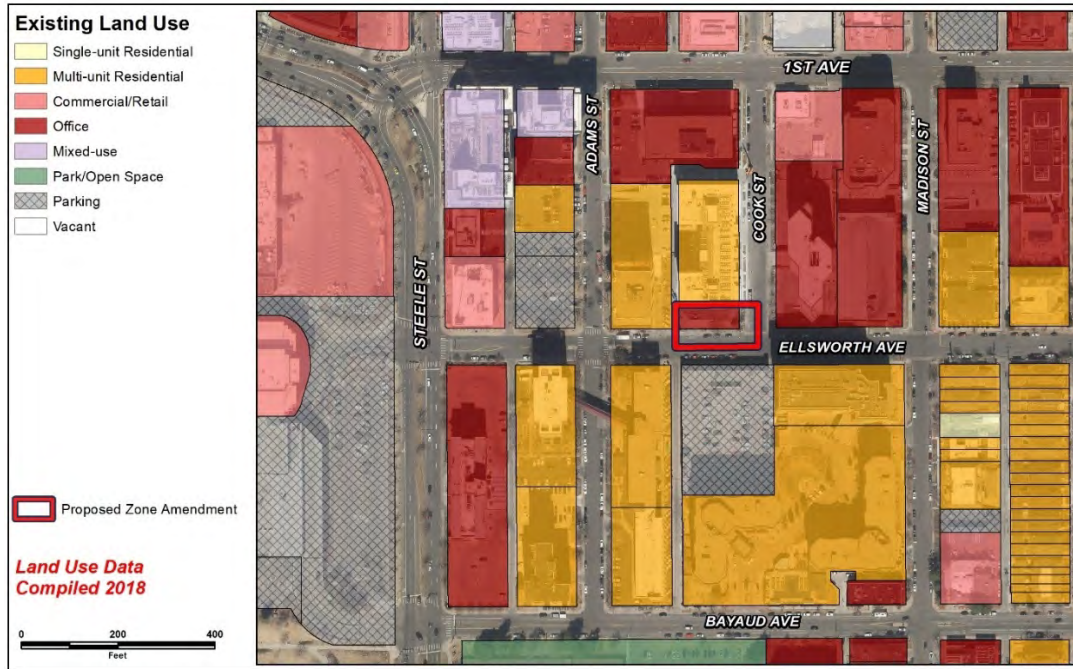 Existing Land Use
Single-unit Residential
Multi-unit Residential
Commercial/Retail
Office
Mixed-use
Park/Open Space
Parking
Vacant
Proposed Zone Amendment
Land Use Data
Compiled 2018
0 200 400
Feet
1ST AVE
STEELE ST
ADAMS ST
COOK ST
MADISON ST
ELLSWORTH AVE
BAYAUD AVE